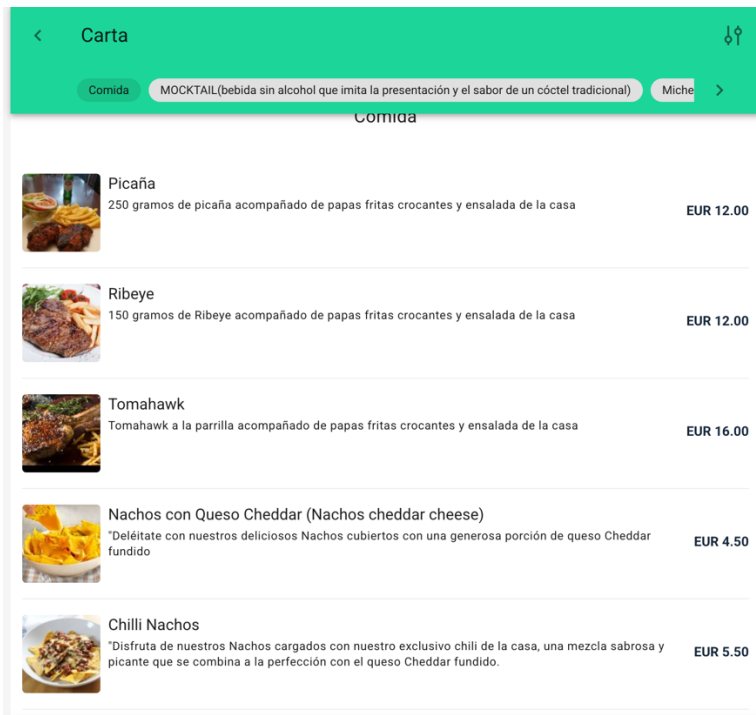 Carta
Comida
MOCKTAIL(bebida sin alcohol que imita la presentación y el sabor de un cóctel tradicional)
Miche
Comida
Picaña
250 gramos de picaña acompañado de papas fritas crocantes y ensalada de la casa
EUR 12.00
Ribeye
150 gramos de Ribeye acompañado de papas fritas crocantes y ensalada de la casa
EUR 12.00
Tomahawk
Tomahawk a la parrilla acompañado de papas fritas crocantes y ensalada de la casa
EUR 16.00
Nachos con Queso Cheddar (Nachos cheddar cheese)
"Deléitate con nuestros deliciosos Nachos cubiertos con una generosa porción de queso Cheddar
fundido
EUR 4.50
Chilli Nachos
"Disfruta de nuestros Nachos cargados con nuestro exclusivo chili de la casa, una mezcla sabrosa y
picante que se combina a la perfección con el queso Cheddar fundido.
EUR 5.50